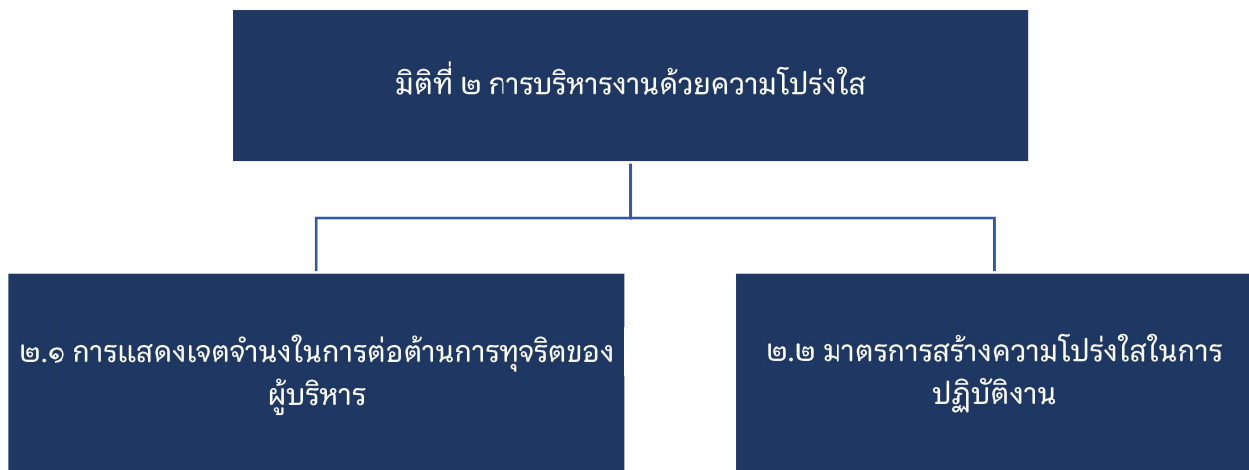 มิติที่ ๒ การบริหารงานด้วยความโปร่งใส
๒.๑ การแสดงเจตจำนงในการต่อต้านการทุจริตของ
ผู้บริหาร
๒.๒ มาตรการสร้างความโปร่งใสในการ
ปฏิบัติงาน